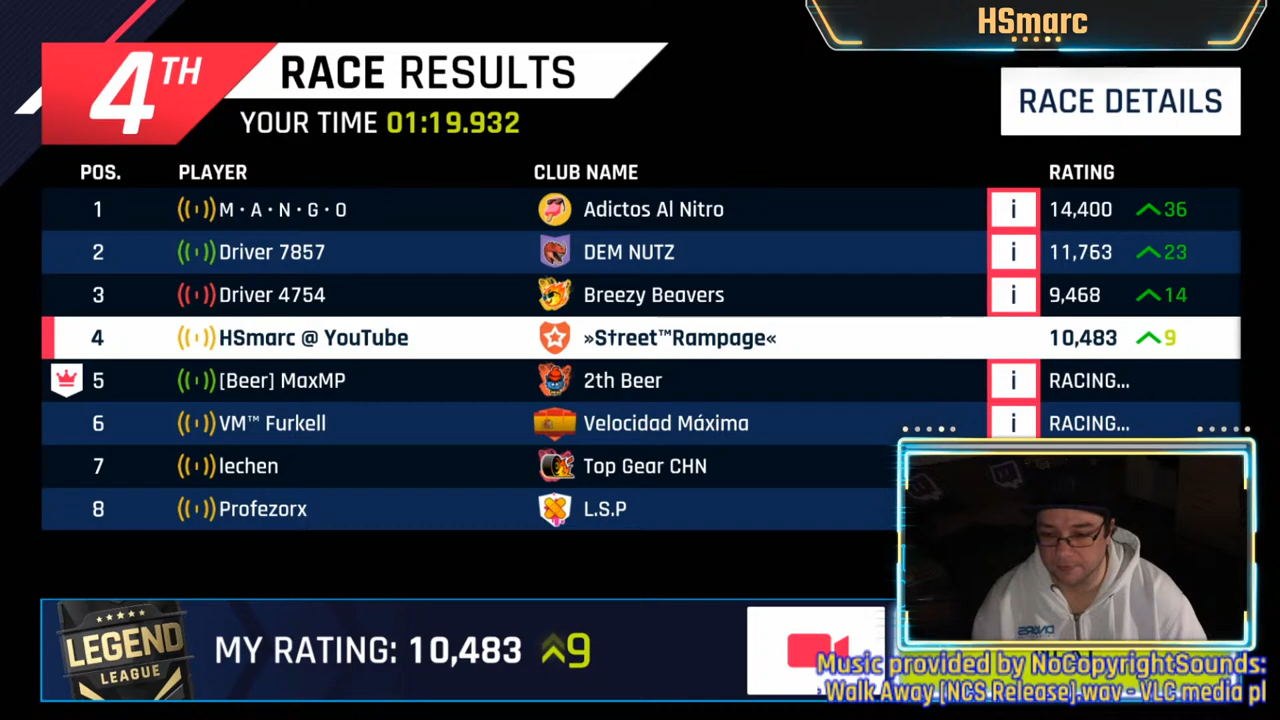 HSmarc
4TH
RACE RESULTS
YOUR TIME 01:19.932
RACE DETAILS
POS. PLAYER CLUB NAME RATING
1 M·A·N·G·O Adictos Al Nitro i 14,400 36
2 Driver 7857 DEM NUTZ i 11,763 23
3 Driver 4754 Breezy Beavers i 9,468 14
4 HSmarc @ YouTube »Street™Rampage« 10,483 9
5 [Beer] MaxMP 2th Beer i RACING...
6 VM™ Furkell Velocidad Máxima i RACING...
7 lechen Top Gear CHN
8 Profezorx L.S.P
LEGEND
LEAGUE
MY RATING: 10,483 9
Music provided by NoCopyrightSounds:
Walk Away [NCS Release].wav - VLC media pl